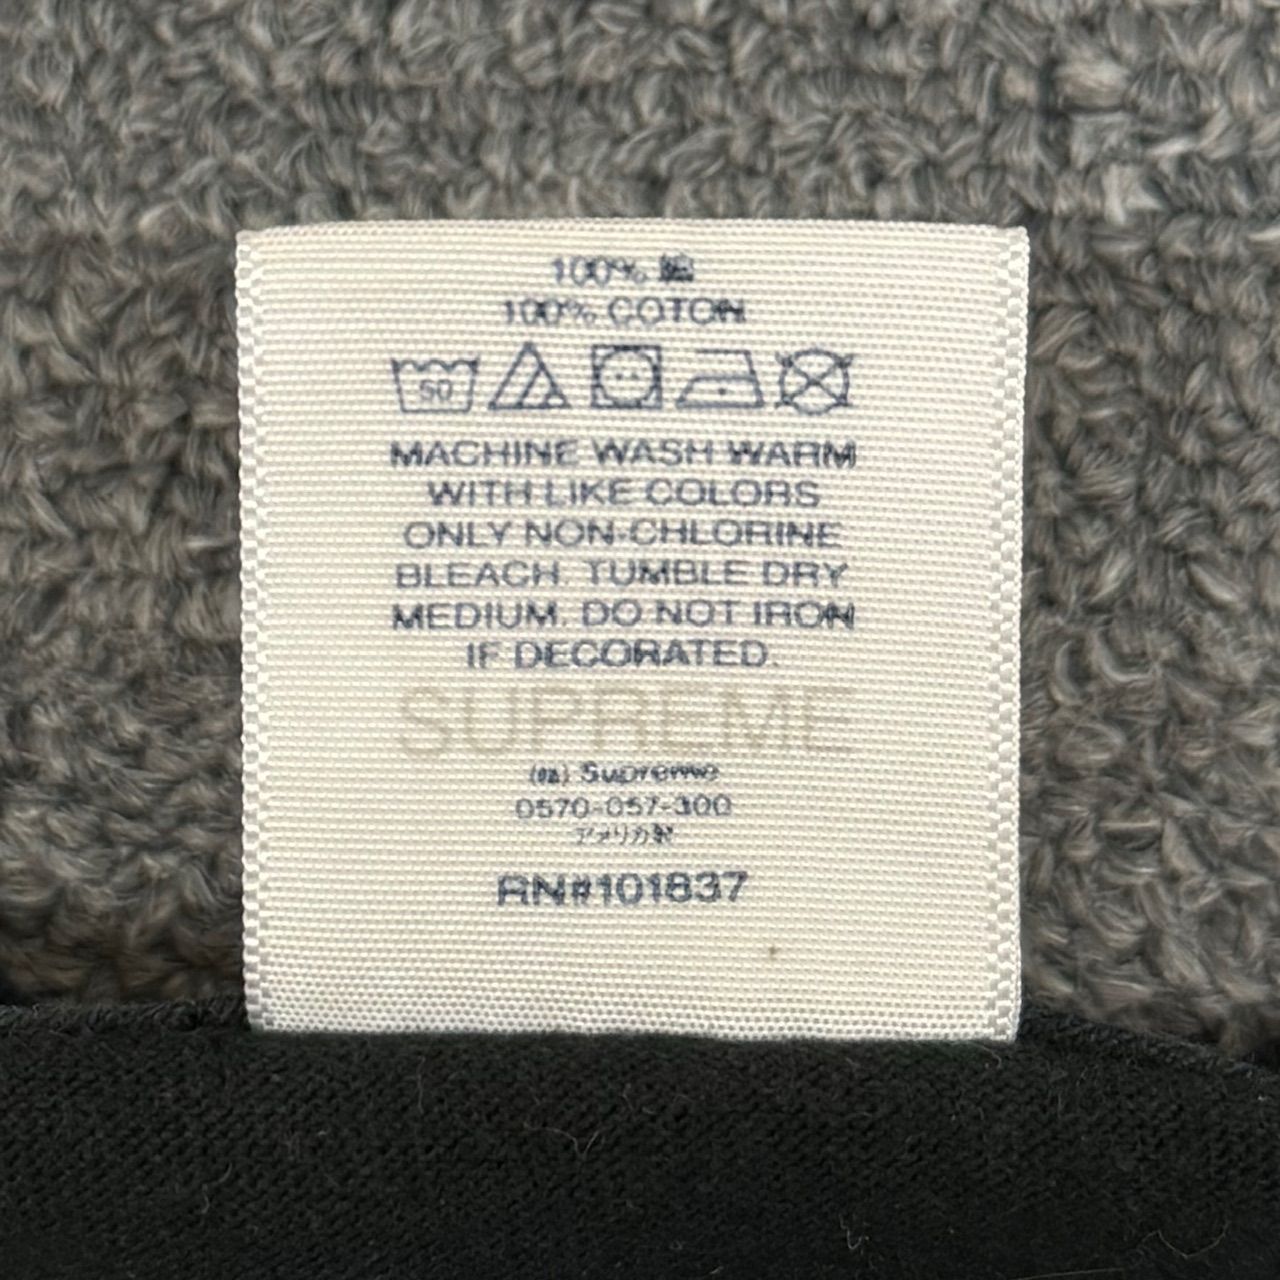 100% 綿
100% COTON
50
MACHINE WASH WARM
WITH LIKE COLORS
ONLY NON-CHLORINE
BLEACH. TUMBLE DRY
MEDIUM. DO NOT IRON
IF DECORATED.
SUPREME
(株) Supreme
0570-057-300
アメリカ製
RN#101837